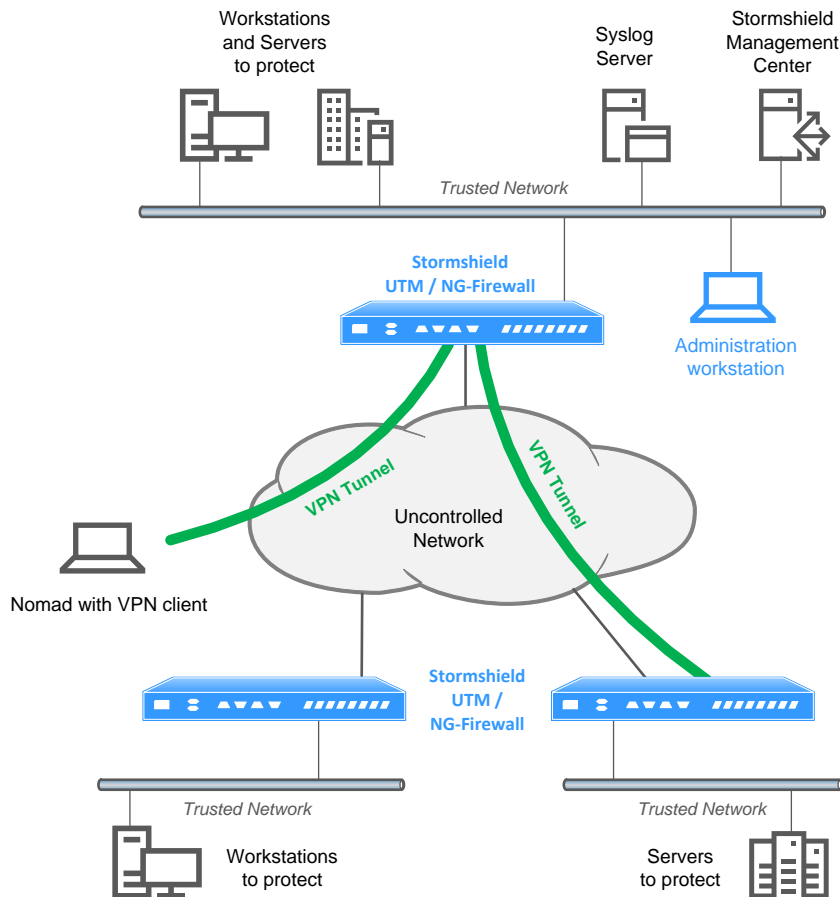 Workstations
and Servers
to protect
Syslog
Server
Stormshield
Management
Center
Trusted Network
Stormshield
UTM / NG-Firewall
Administration
workstation
VPN Tunnel
VPN Tunnel
Uncontrolled
Network
Nomad with VPN client
Stormshield
UTM /
NG-Firewall
Trusted Network
Trusted Network
Workstations
to protect
Servers
to protect